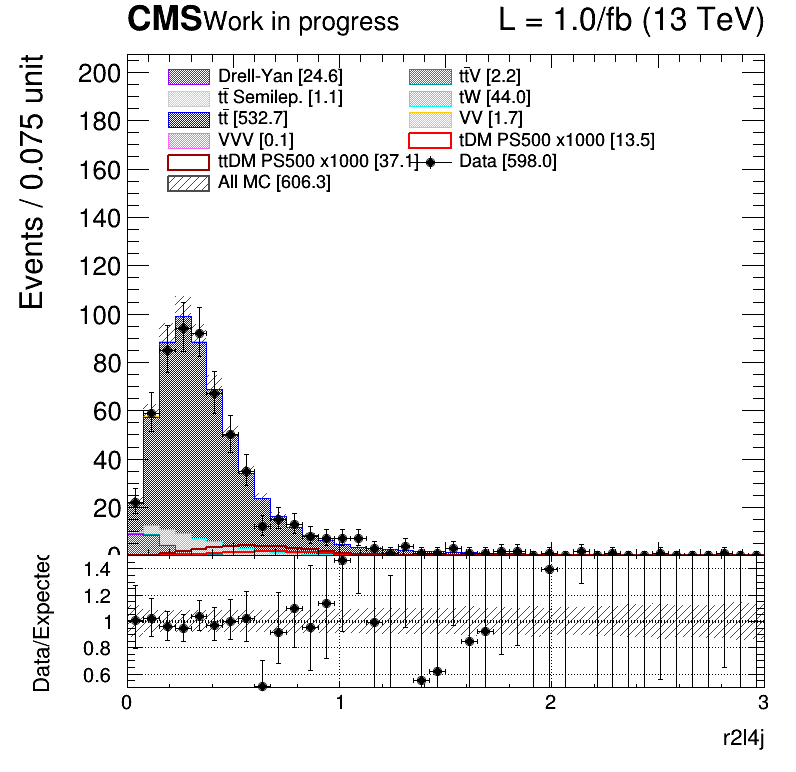 CMS Work in progress L = 1.0/fb (13 TeV)
Events / 0.075 unit
200
180
160
140
120
100
80
60
40
20
0
Drell-Yan [24.6] tt̄V [2.2]
tt̄ Semilep. [1.1] tW [44.0]
tt̄ [532.7] VV [1.7]
VVV [0.1] tDM PS500 x1000 [13.5]
ttDM PS500 x1000 [37.1] Data [598.0]
All MC [606.3]
Data/Expected
1.4
1.2
1
0.8
0.6
0 1 2 3
r2l4j